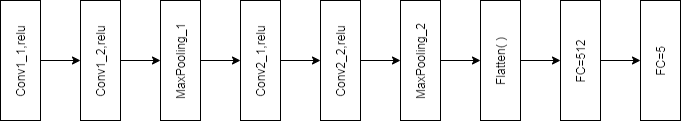 Conv1_1,relu
Conv1_2,relu
MaxPooling_1
Conv2_1,relu
Conv2_2,relu
MaxPooling_2
Flatten( )
FC=512
FC=5